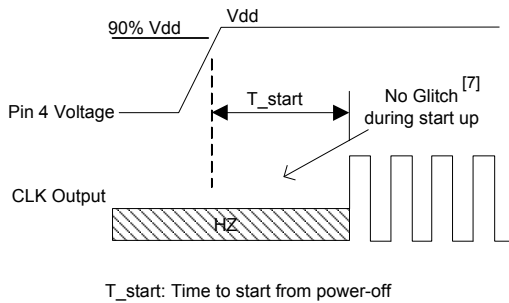 90% Vdd
Vdd
T_start
No Glitch [7]
during start up
Pin 4 Voltage
CLK Output
HZ
T_start: Time to start from power-off